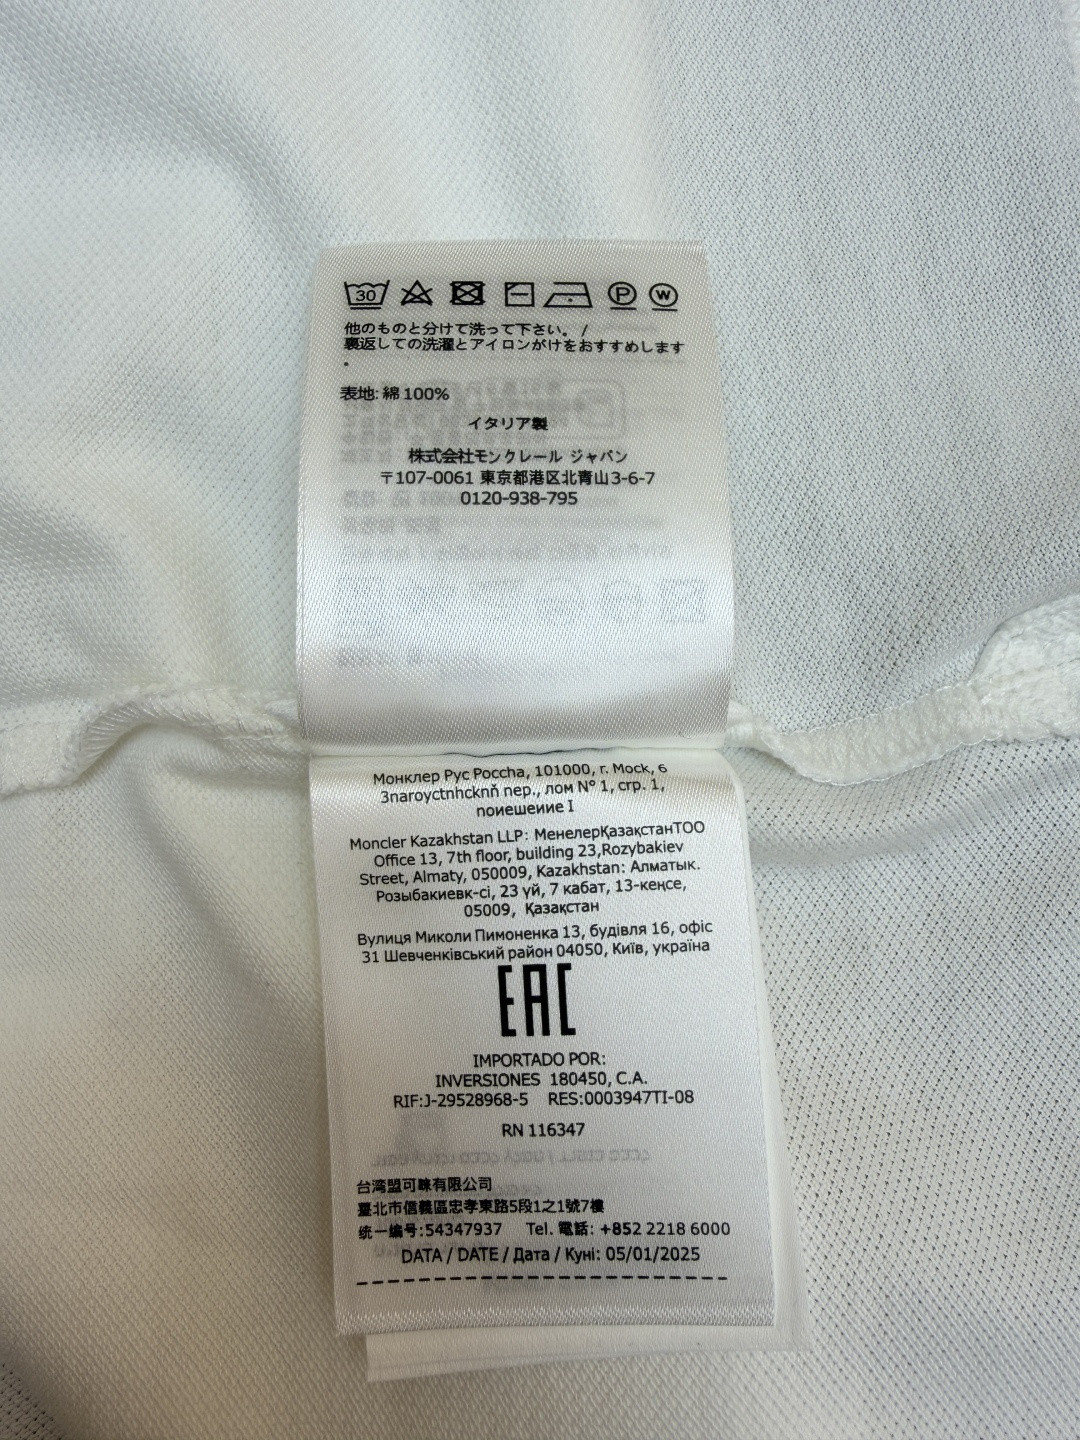 30
P
W
他のものと分けて洗って下さい。 /
裏返しての洗濯とアイロンがけをおすすめします
。
表地: 綿 100%
イタリア製
株式会社モンクレール ジャパン
〒107-0061 東京都港区北青山3-6-7
0120-938-795
Монклер Рус Poccha, 101000, г. Mock, 6
3naroyctnhcknň пep., лом N° 1, crp. 1,
поиешеиие I
Moncler Kazakhstan LLP: МенелерҚазақстанТОО
Office 13, 7th floor, building 23,Rozybakiev
Street, Almaty, 050009, Kazakhstan: Алматык.
Розыбакиевк-сі, 23 үй, 7 кабат, 13-кеңсе,
05009, Қазақстан
Вулиця Миколи Пимоненка 13, будівля 16, офіс
31 Шевченківський район 04050, Київ, україна
EAC
IMPORTADO POR:
INVERSIONES 180450, C.A.
RIF:J-29528968-5 RES:0003947TI-08
RN 116347
台湾盟可睐有限公司
臺北市信義區忠孝東路5段1之1號7樓
统一编号:54347937 Tel. 電話: +852 2218 6000
DATA / DATE / Дата / Күні: 05/01/2025